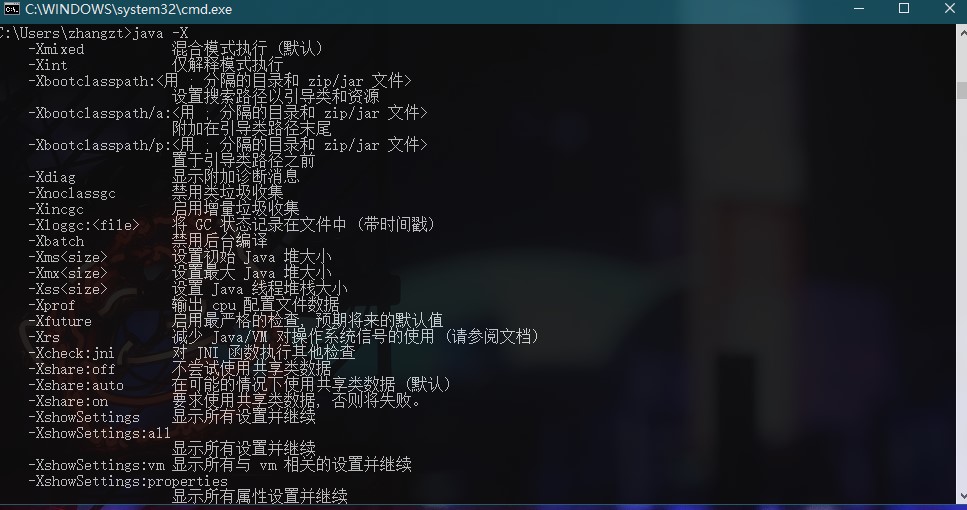 C:\WINDOWS\system32\cmd.exe
C:\Users\zhangzt>java -X
-Xmixed 混合模式执行 (默认)
-Xint 仅解释模式执行
-Xbootclasspath:<用 ; 分隔的目录和 zip/jar 文件>
设置搜索路径以引导类和资源
-Xbootclasspath/a:<用 ; 分隔的目录和 zip/jar 文件>
附加在引导类路径末尾
-Xbootclasspath/p:<用 ; 分隔的目录和 zip/jar 文件>
置于引导类路径之前
-Xdiag 显示附加诊断消息
-Xnoclassgc 禁用类垃圾收集
-Xincgc 启用增量垃圾收集
-Xloggc:<file> 将 GC 状态记录在文件中 (带时间戳)
-Xbatch 禁用后台编译
-Xms<size> 设置初始 Java 堆大小
-Xmx<size> 设置最大 Java 堆大小
-Xss<size> 设置 Java 线程堆栈大小
-Xprof 输出 cpu 配置文件数据
-Xfuture 启用最严格的检查, 预期将来的默认值
-Xrs 减少 Java/VM 对操作系统信号的使用 (请参阅文档)
-Xcheck:jni 对 JNI 函数执行其他检查
-Xshare:off 不尝试使用共享类数据
-Xshare:auto 在可能的情况下使用共享类数据 (默认)
-Xshare:on 要求使用共享类数据, 否则将失败。
-XshowSettings 显示所有设置并继续
-XshowSettings:all
显示所有设置并继续
-XshowSettings:vm 显示所有与 vm 相关的设置并继续
-XshowSettings:properties
显示所有属性设置并继续